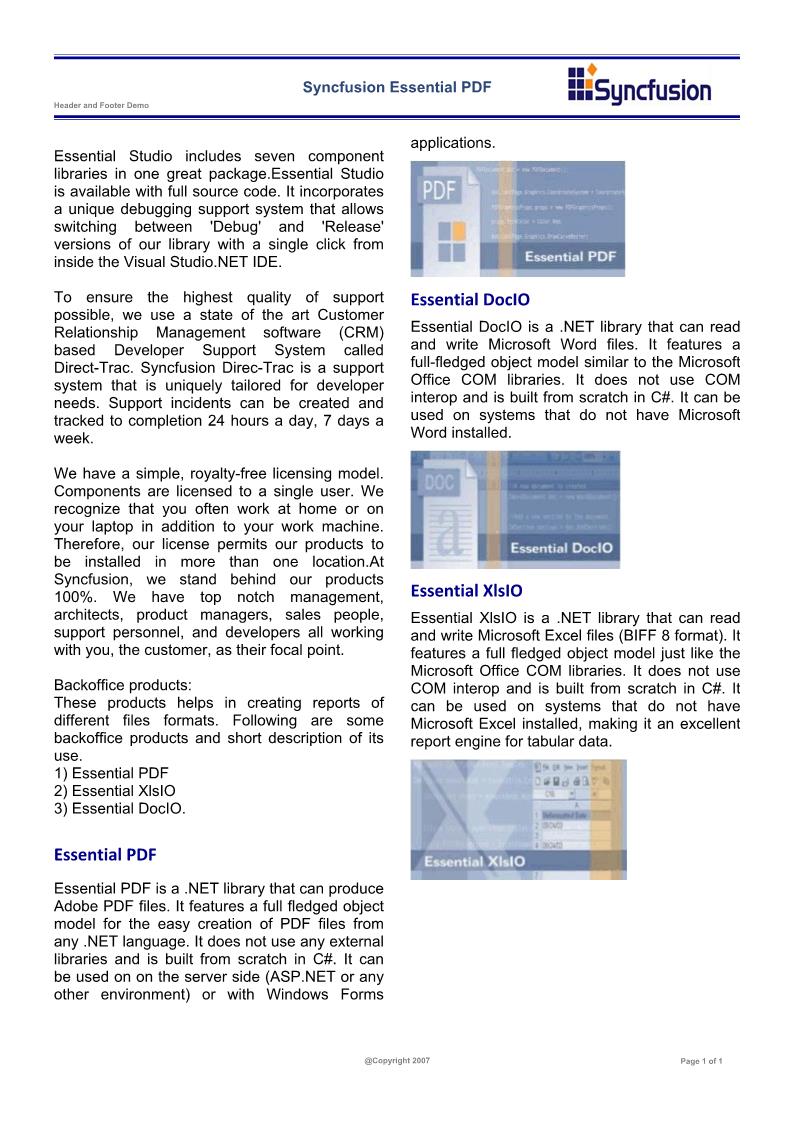 Syncfusion Essential PDF
Syncfusion
Header and Footer Demo
Essential Studio includes seven component
libraries in one great package.Essential Studio
is available with full source code. It incorporates
a unique debugging support system that allows
switching between 'Debug' and 'Release'
versions of our library with a single click from
inside the Visual Studio.NET IDE.
To ensure the highest quality of support
possible, we use a state of the art Customer
Relationship Management software (CRM)
based Developer Support System called
Direct-Trac. Syncfusion Direc-Trac is a support
system that is uniquely tailored for developer
needs. Support incidents can be created and
tracked to completion 24 hours a day, 7 days a
week.
We have a simple, royalty-free licensing model.
Components are licensed to a single user. We
recognize that you often work at home or on
your laptop in addition to your work machine.
Therefore, our license permits our products to
be installed in more than one location.At
Syncfusion, we stand behind our products
100%. We have top notch management,
architects, product managers, sales people,
support personnel, and developers all working
with you, the customer, as their focal point.
Backoffice products:
These products helps in creating reports of
different files formats. Following are some
backoffice products and short description of its
use.
1) Essential PDF
2) Essential XlsIO
3) Essential DocIO.
Essential PDF
Essential PDF is a .NET library that can produce
Adobe PDF files. It features a full fledged object
model for the easy creation of PDF files from
any .NET language. It does not use any external
libraries and is built from scratch in C#. It can
be used on on the server side (ASP.NET or any
other environment) or with Windows Forms
applications.
PDF
Essential PDF
Essential DocIO
Essential DocIO is a .NET library that can read
and write Microsoft Word files. It features a
full-fledged object model similar to the Microsoft
Office COM libraries. It does not use COM
interop and is built from scratch in C#. It can be
used on systems that do not have Microsoft
Word installed.
DOC
a
Essential DocIO
Essential XlsIO
Essential XlsIO is a .NET library that can read
and write Microsoft Excel files (BIFF 8 format). It
features a full fledged object model just like the
Microsoft Office COM libraries. It does not use
COM interop and is built from scratch in C#. It
can be used on systems that do not have
Microsoft Excel installed, making it an excellent
report engine for tabular data.
Essential XlsIO
@Copyright 2007
Page 1 of 1